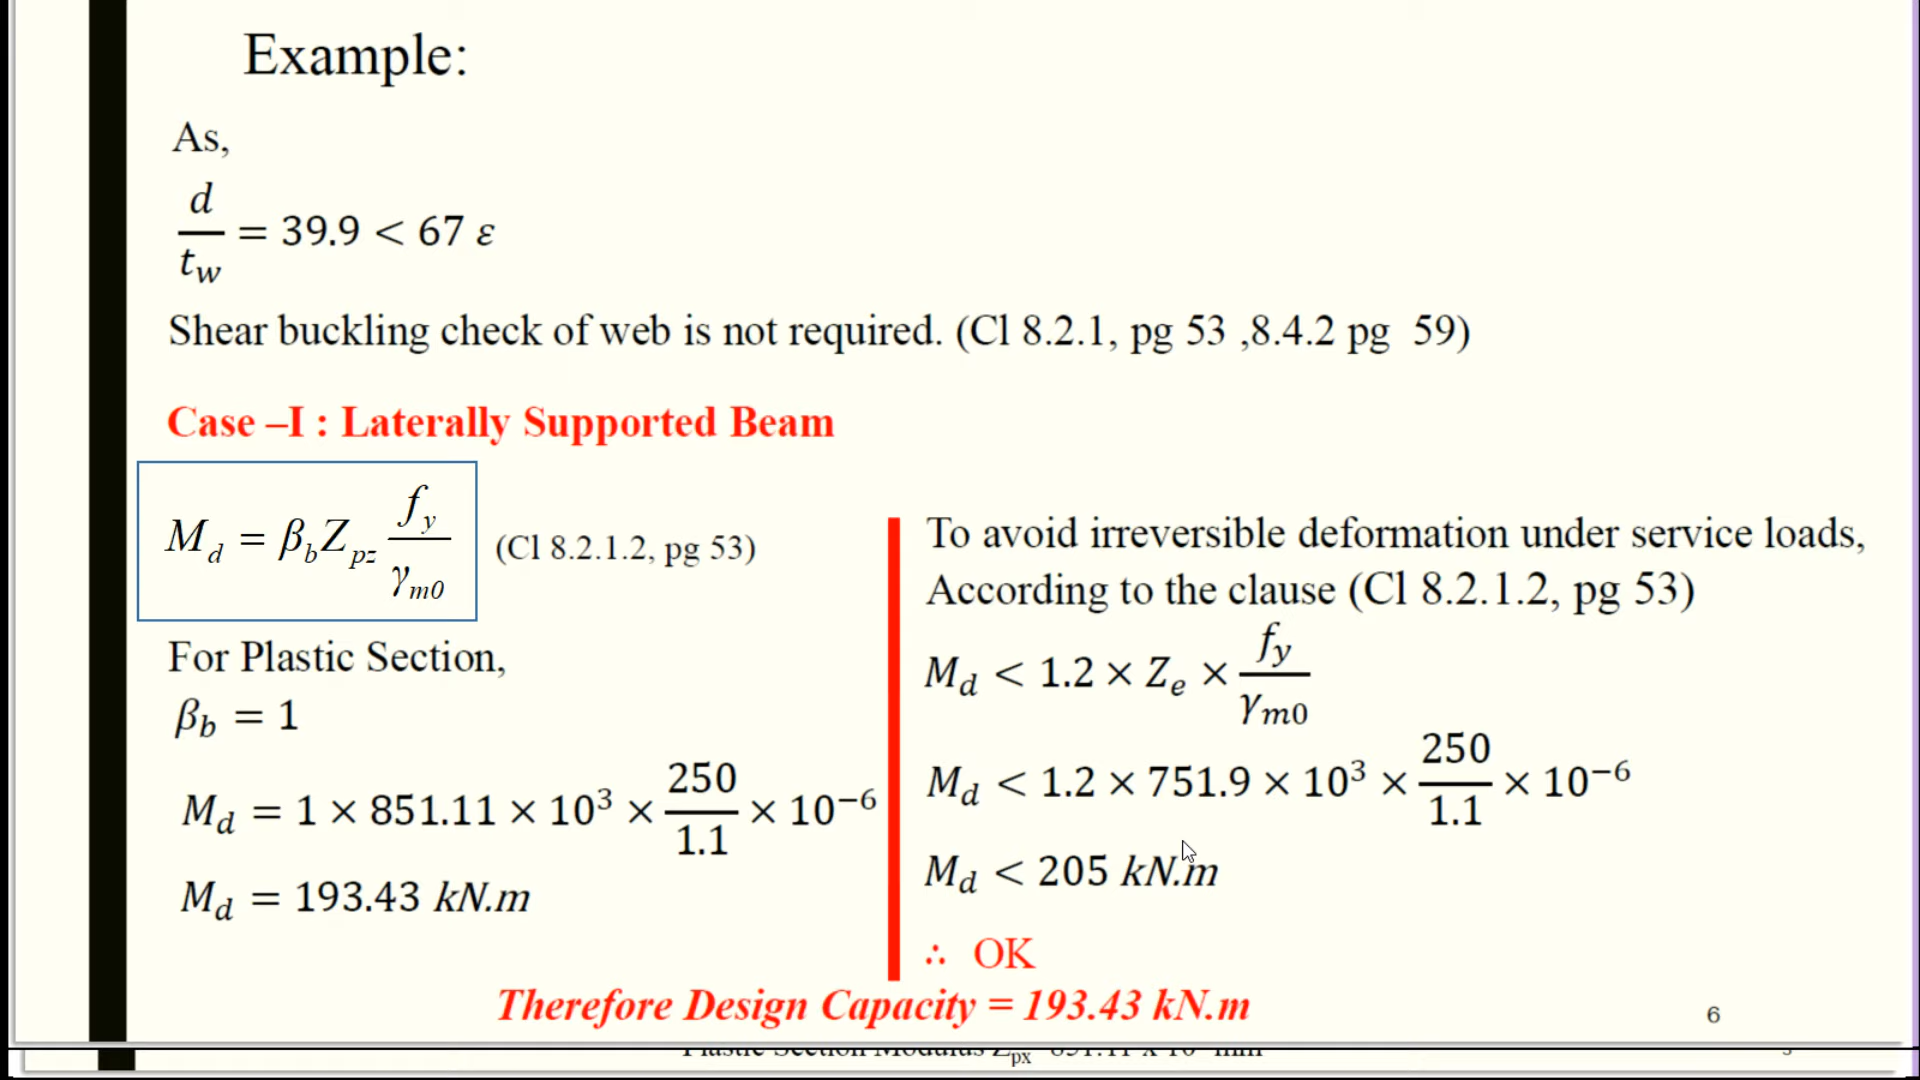 Example:
As,
d/t_w = 39.9 < 67 ε
Shear buckling check of web is not required. (Cl 8.2.1, pg 53 ,8.4.2 pg 59)
Case –I : Laterally Supported Beam
M_d = β_b Z_pz f_y/γ_m0 (Cl 8.2.1.2, pg 53)
For Plastic Section,
β_b = 1
M_d = 1 × 851.11 × 10³ × 250/1.1 × 10⁻⁶
M_d = 193.43 kN.m
To avoid irreversible deformation under service loads,
According to the clause (Cl 8.2.1.2, pg 53)
M_d < 1.2 × Z_e × f_y/γ_m0
M_d < 1.2 × 751.9 × 10³ × 250/1.1 × 10⁻⁶
M_d < 205 kN.m
∴ OK
Therefore Design Capacity = 193.43 kN.m
6